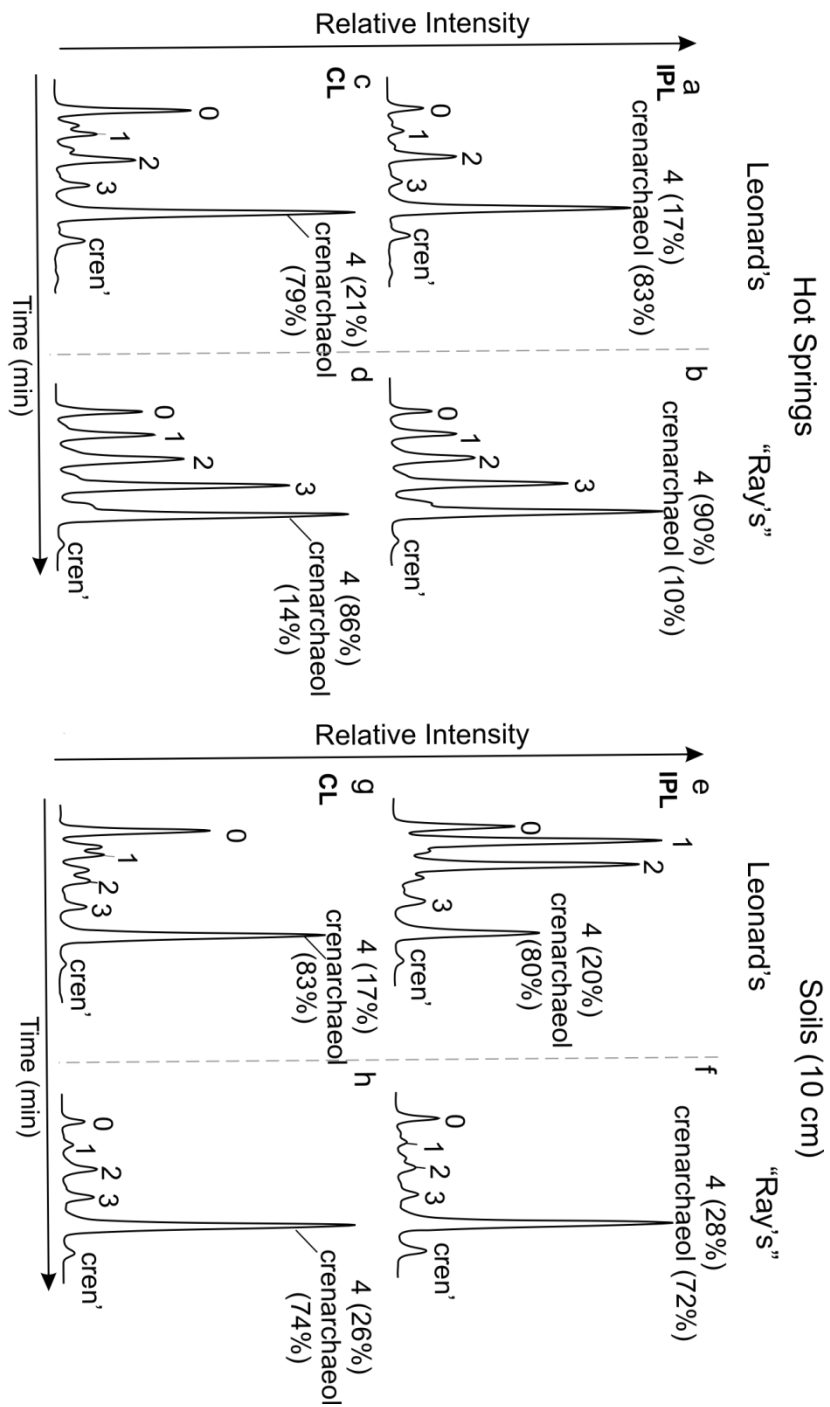 Hot Springs
Leonard's
"Ray's"
Relative Intensity
a
IPL
0
1
2
3
4 (17%)
crenarchaeol (83%)
cren'
b
0
1
2
3
4 (90%)
crenarchaeol (10%)
cren'
c
CL
0
1
2
3
4 (21%)
crenarchaeol
(79%)
cren'
d
0
1
2
3
4 (86%)
crenarchaeol
(14%)
cren'
Time (min)
Soils (10 cm)
Leonard's
"Ray's"
Relative Intensity
e
IPL
0
1
2
3
4 (20%)
crenarchaeol
(80%)
cren'
f
0
1
2
3
4 (28%)
crenarchaeol (72%)
cren'
g
CL
0
1
2
3
4 (17%)
crenarchaeol
(83%)
cren'
h
0
1
2
3
4 (26%)
crenarchaeol
(74%)
cren'
Time (min)